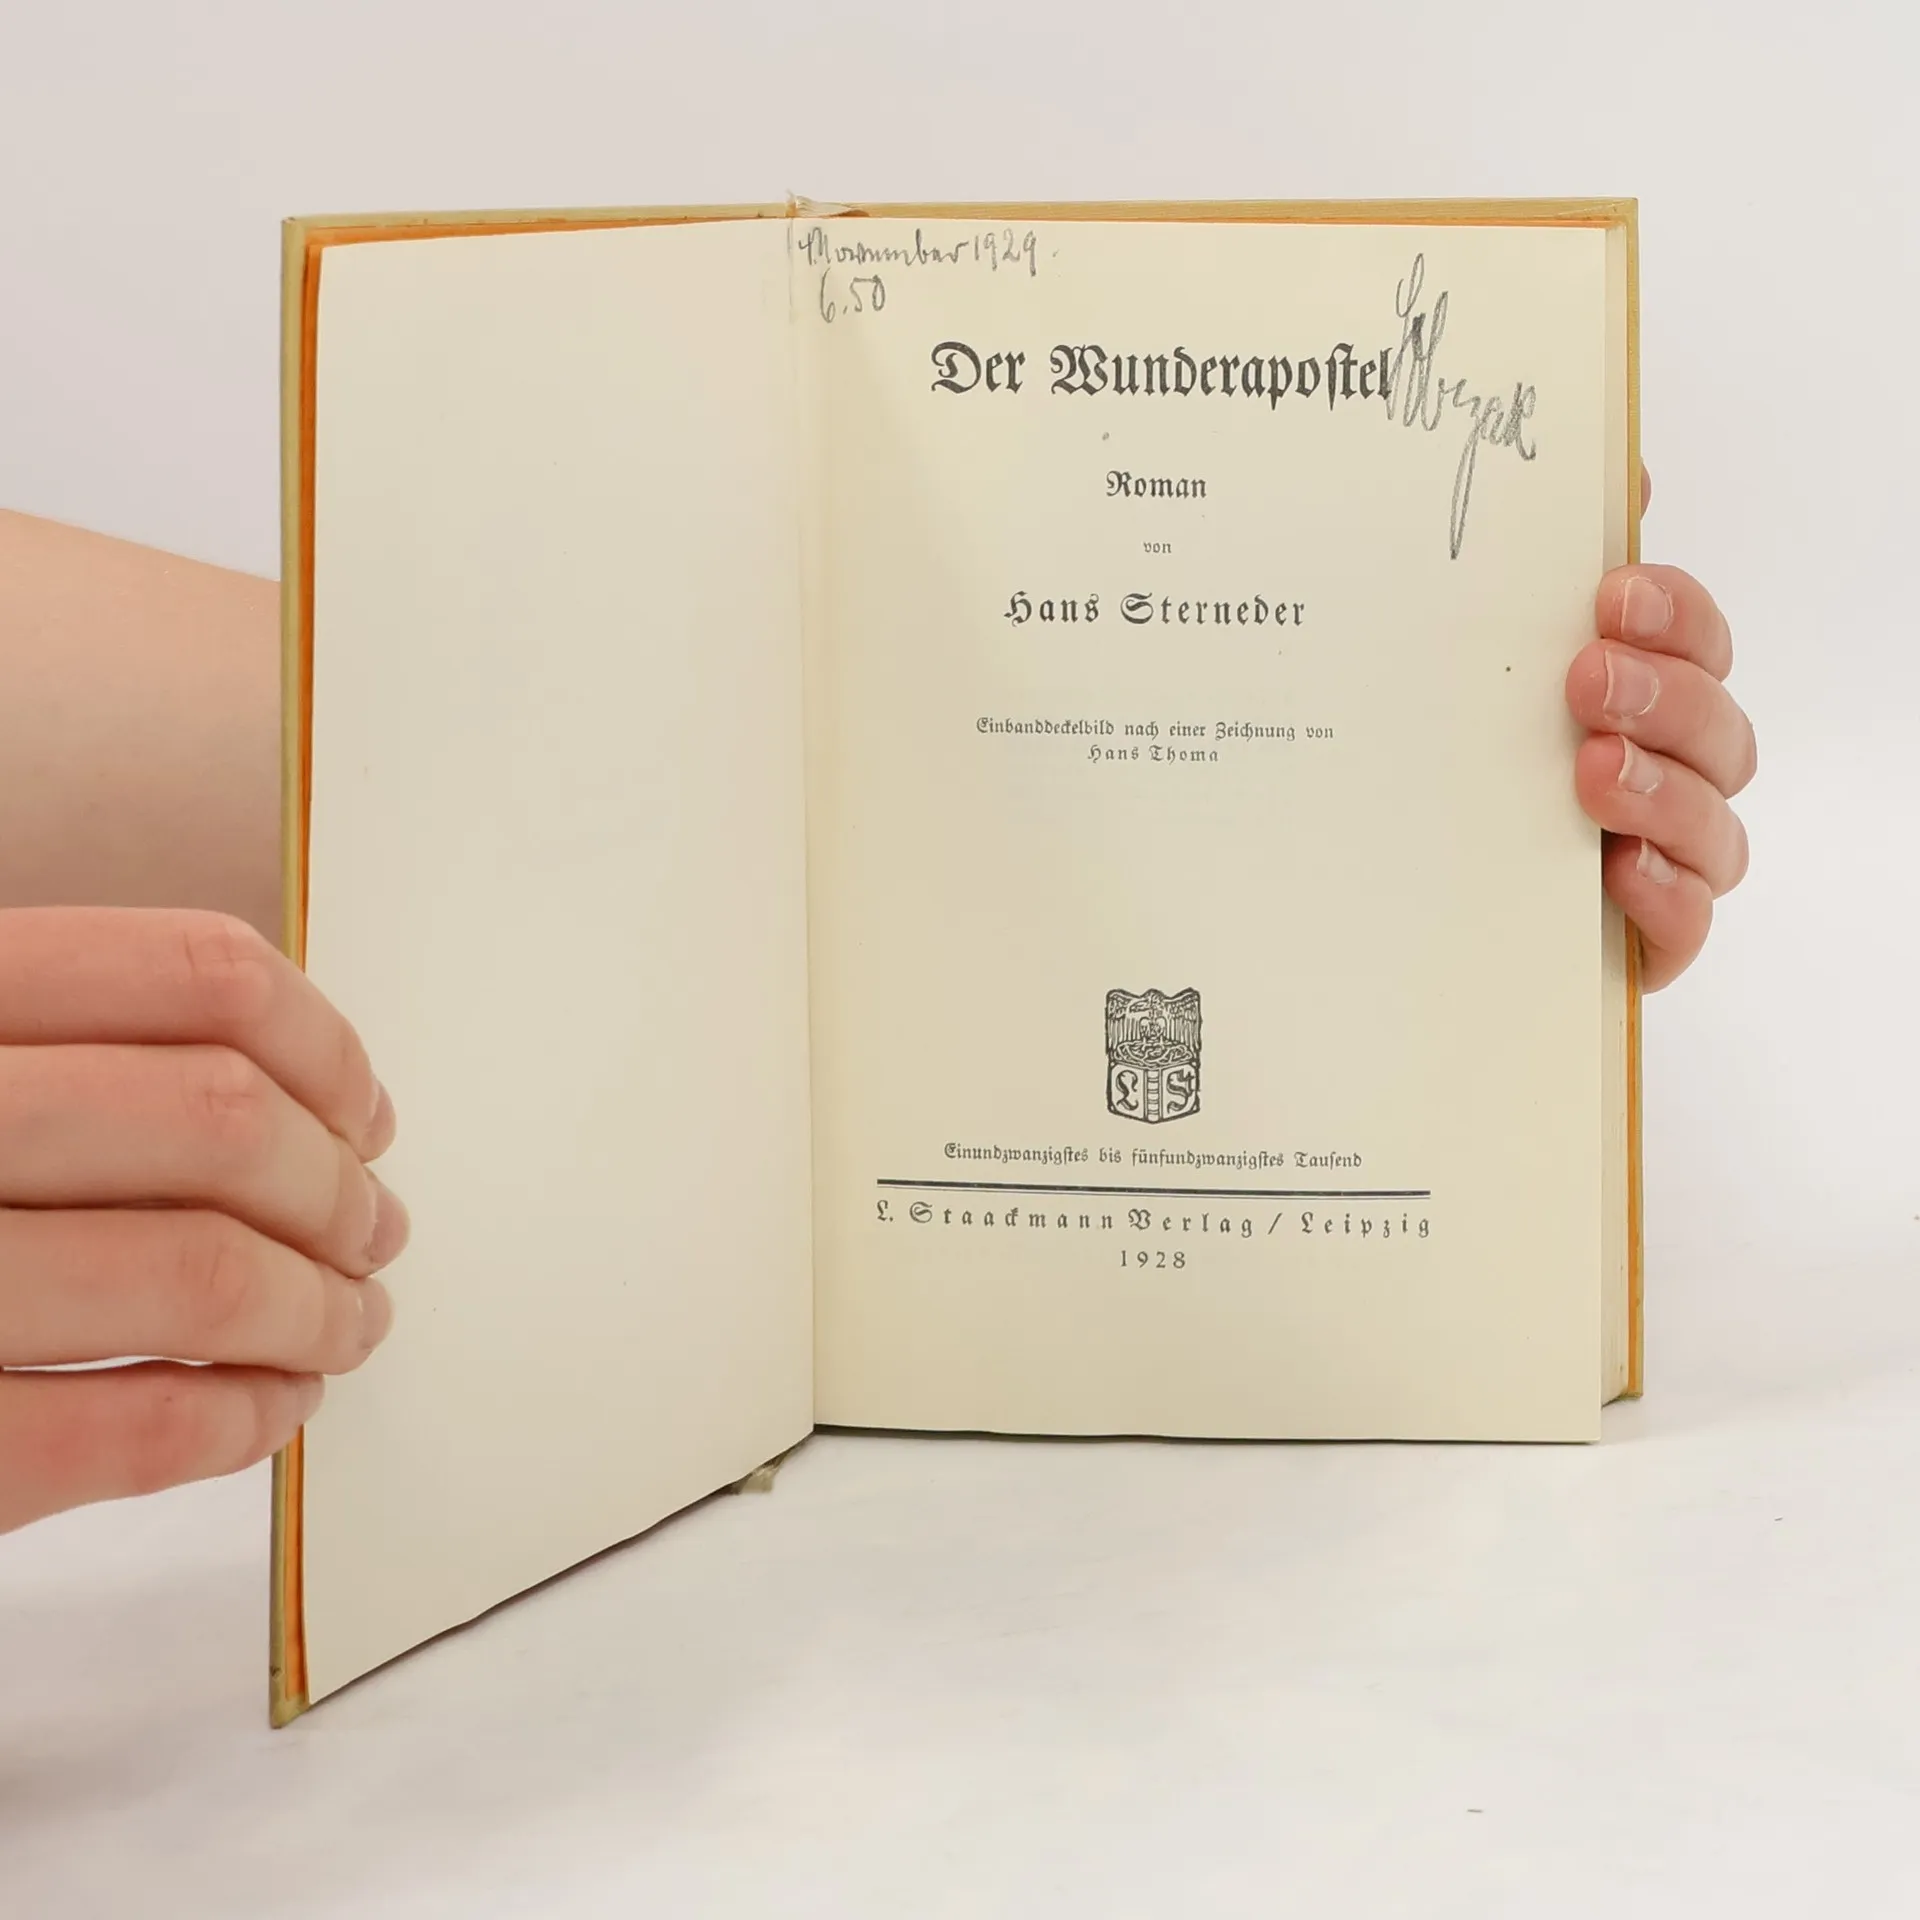 November 1929.
6.50
Der Wunderapostel
Roman
von
Hans Sterneder
Einbanddeckelbild nach einer Zeichnung von
Hans Thoma
L St
Einundzwanzigstes bis fünfundzwanzigstes Tausend
L. Staackmann Verlag / Leipzig
1928